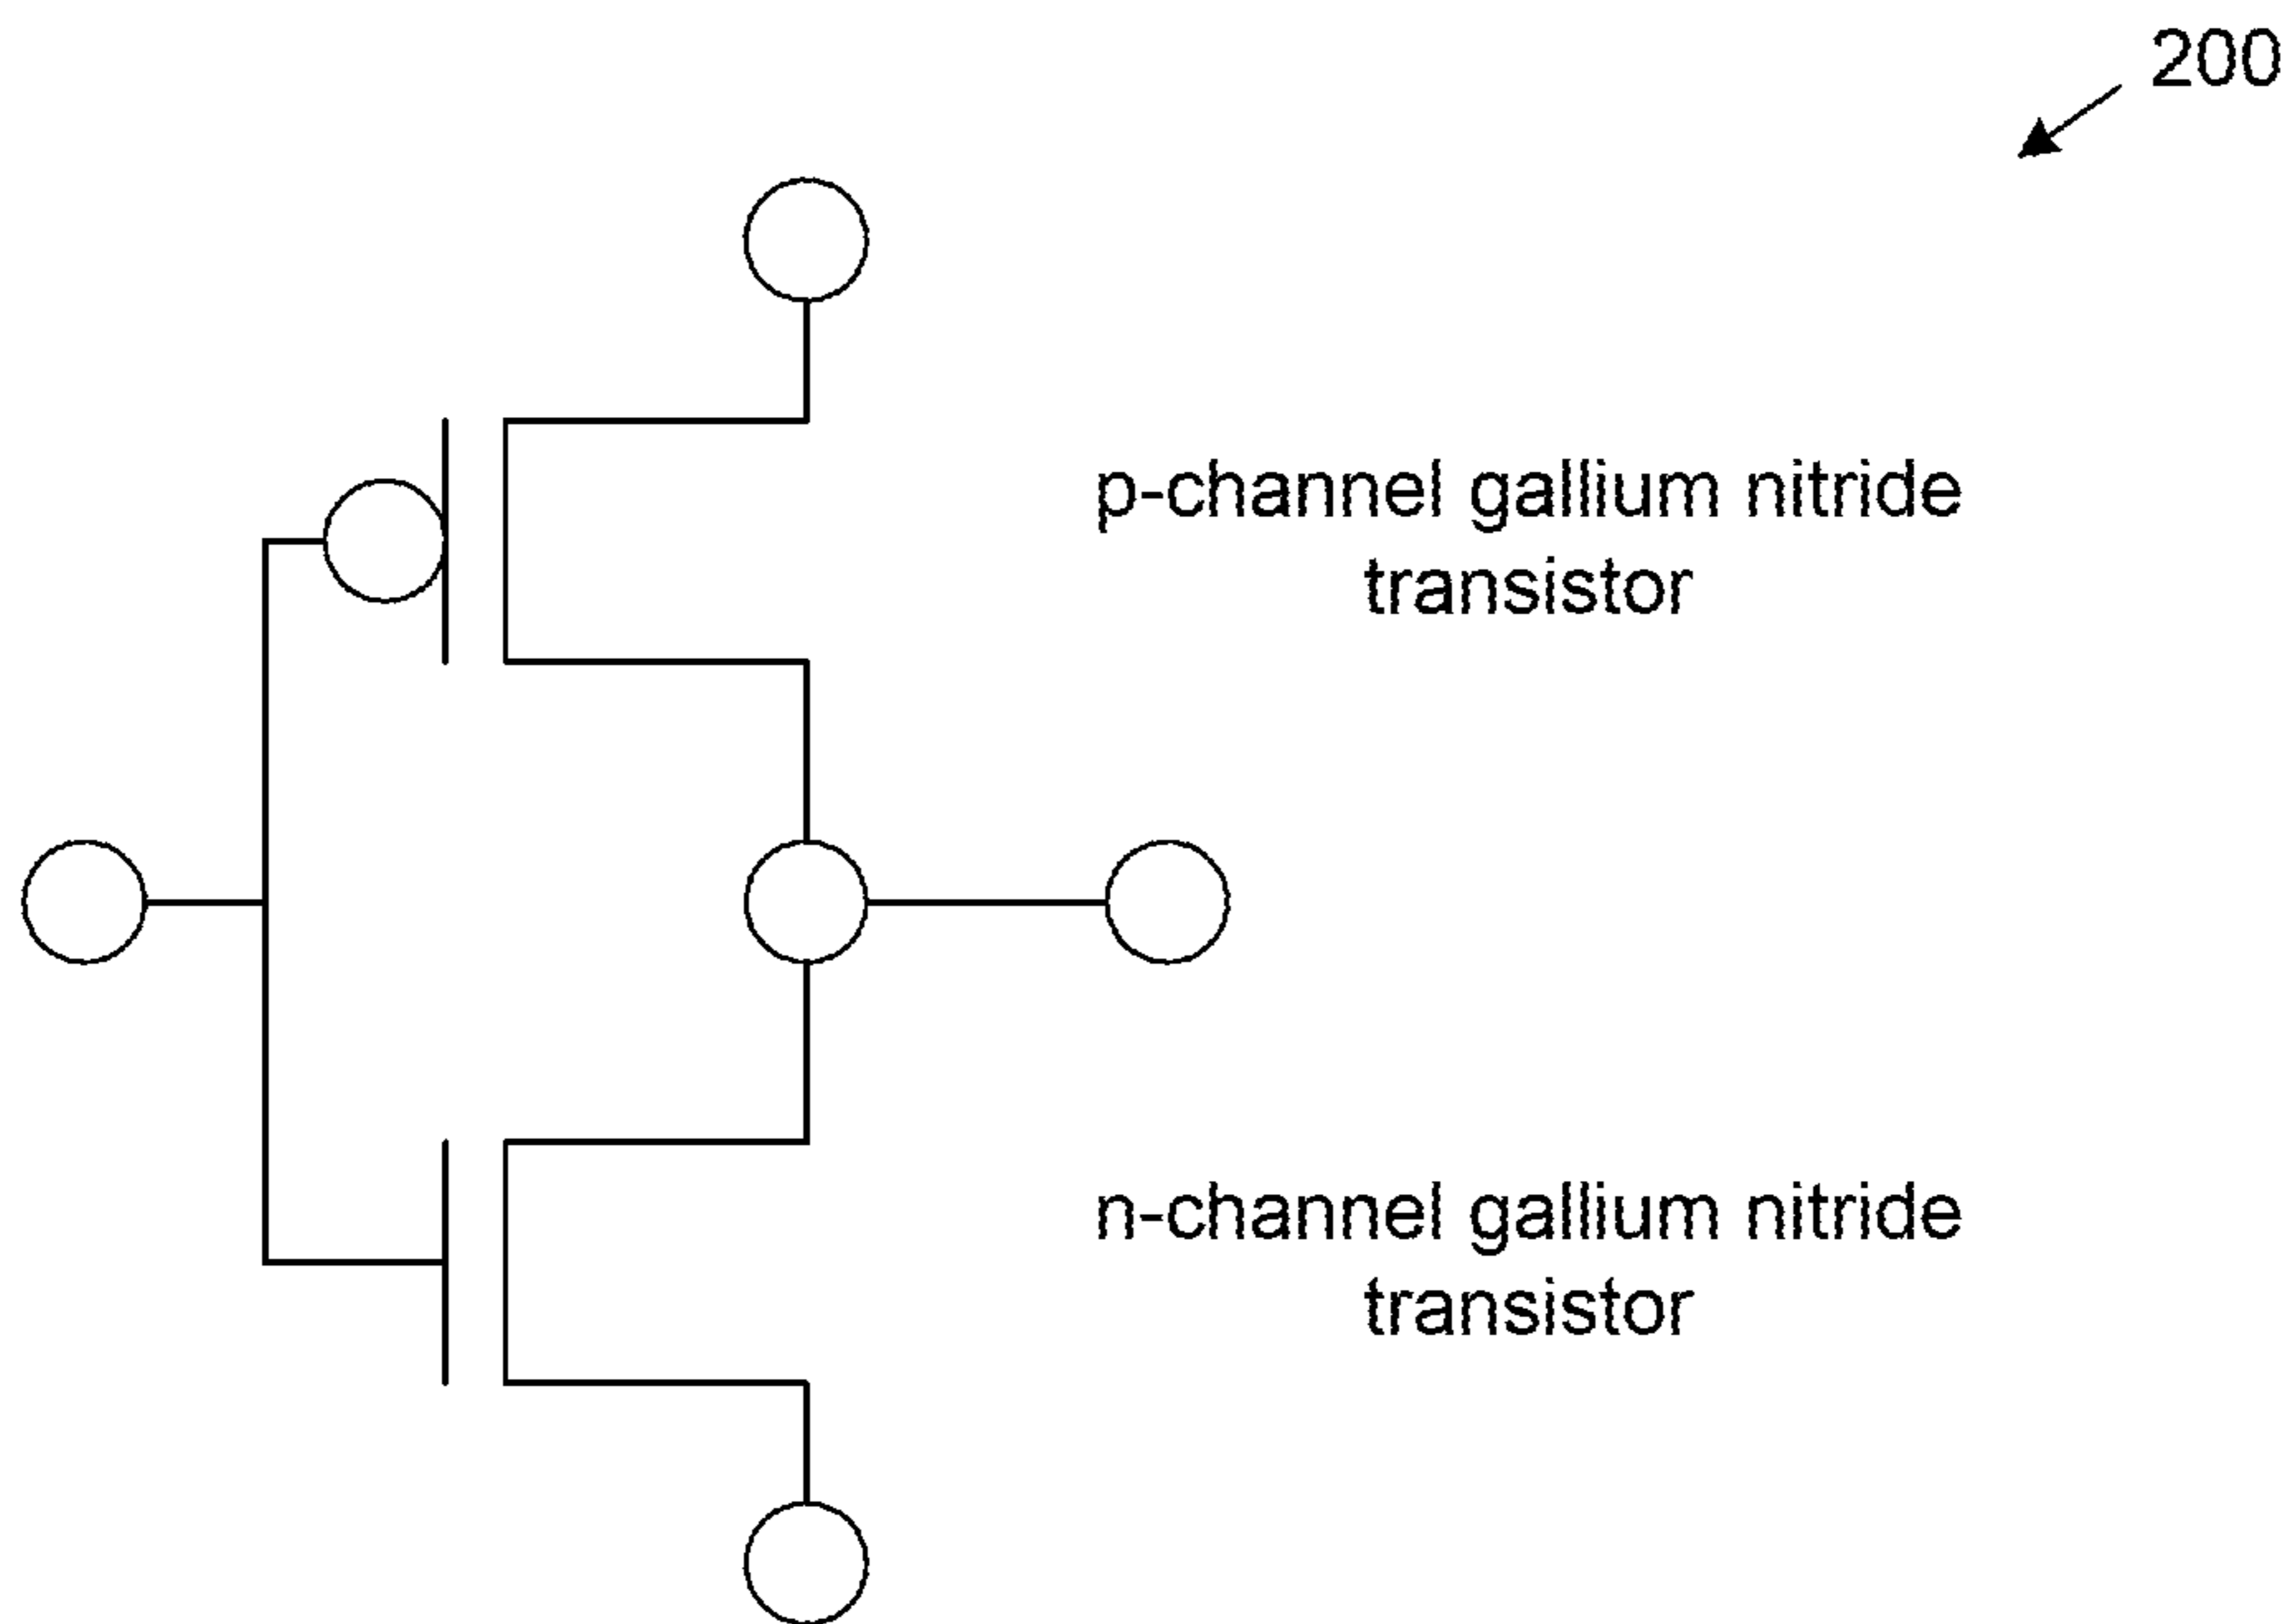 200
p-channel gallium nitride
transistor
n-channel gallium nitride
transistor